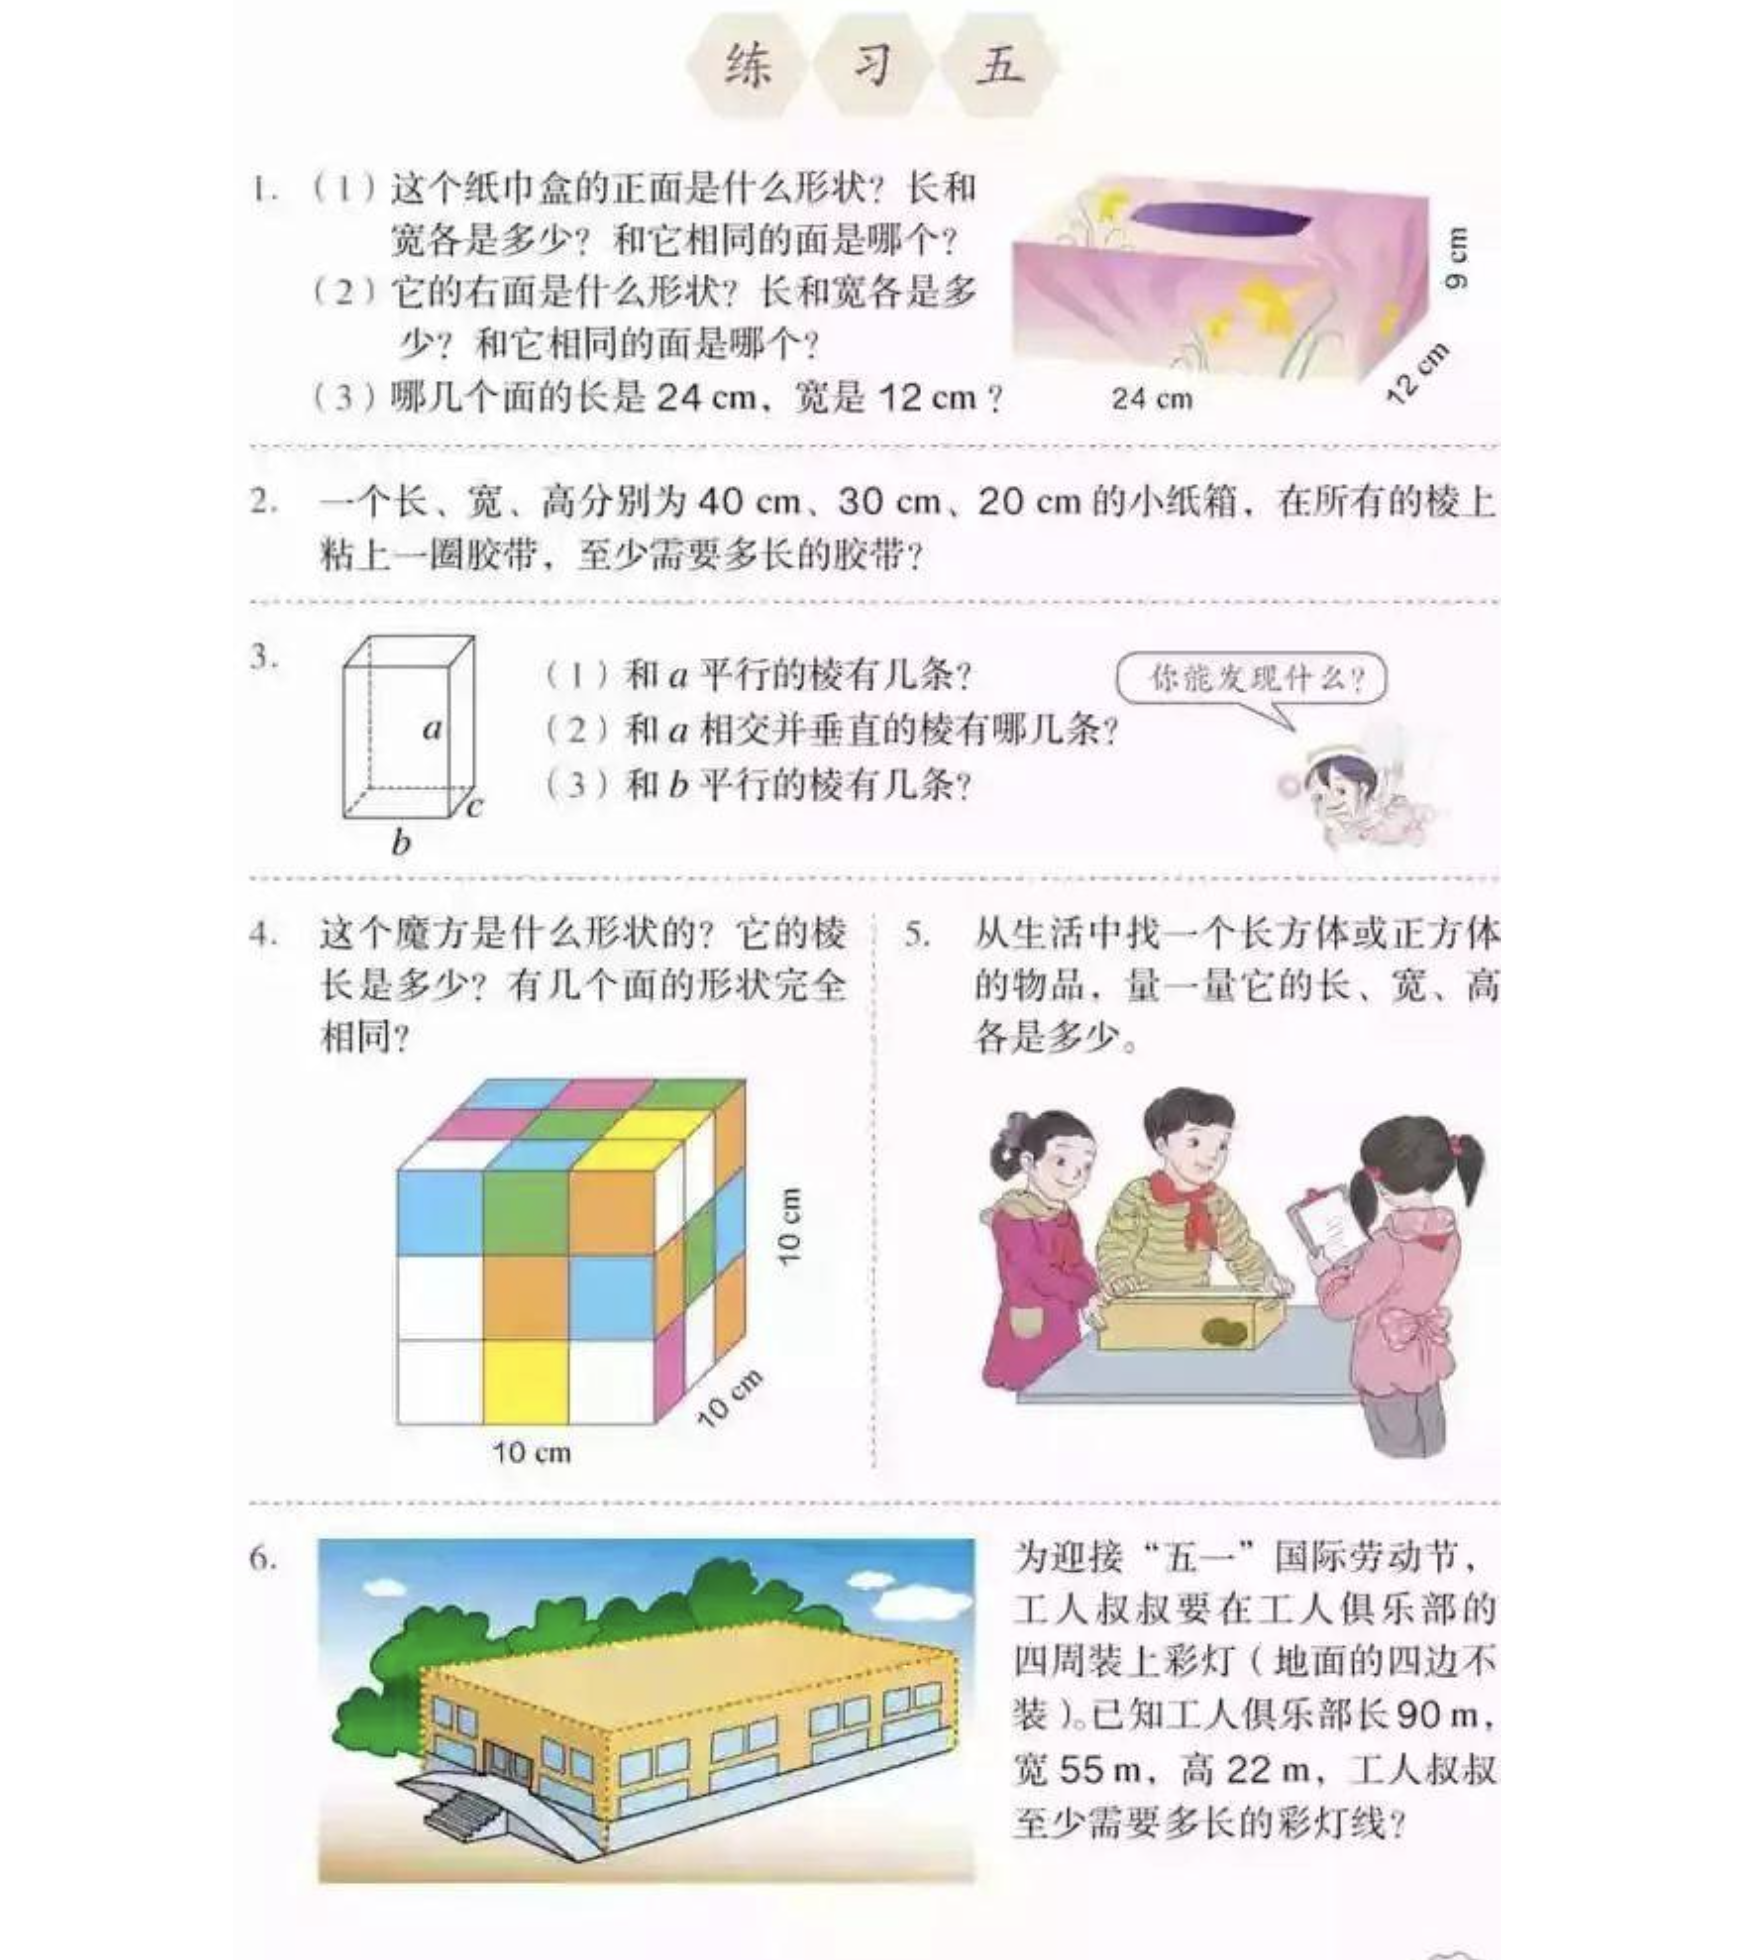 练习五
1. （1）这个纸巾盒的正面是什么形状？长和
宽各是多少？和它相同的面是哪个？
（2）它的右面是什么形状？长和宽各是多
少？和它相同的面是哪个？
（3）哪几个面的长是 24 cm，宽是 12 cm？
24 cm
12 cm
9 cm
2. 一个长、宽、高分别为 40 cm、30 cm、20 cm 的小纸箱，在所有的棱上
粘上一圈胶带，至少需要多长的胶带？
3.
a
b
c
（1）和 a 平行的棱有几条？
（2）和 a 相交并垂直的棱有哪几条？
（3）和 b 平行的棱有几条？
你能发现什么？
4. 这个魔方是什么形状的？它的棱
长是多少？有几个面的形状完全
相同？
10 cm
10 cm
10 cm
5. 从生活中找一个长方体或正方体
的物品，量一量它的长、宽、高
各是多少。
6.
为迎接“五一”国际劳动节，
工人叔叔要在工人俱乐部的
四周装上彩灯（地面的四边不
装）。已知工人俱乐部长 90 m，
宽 55 m，高 22 m，工人叔叔
至少需要多长的彩灯线？